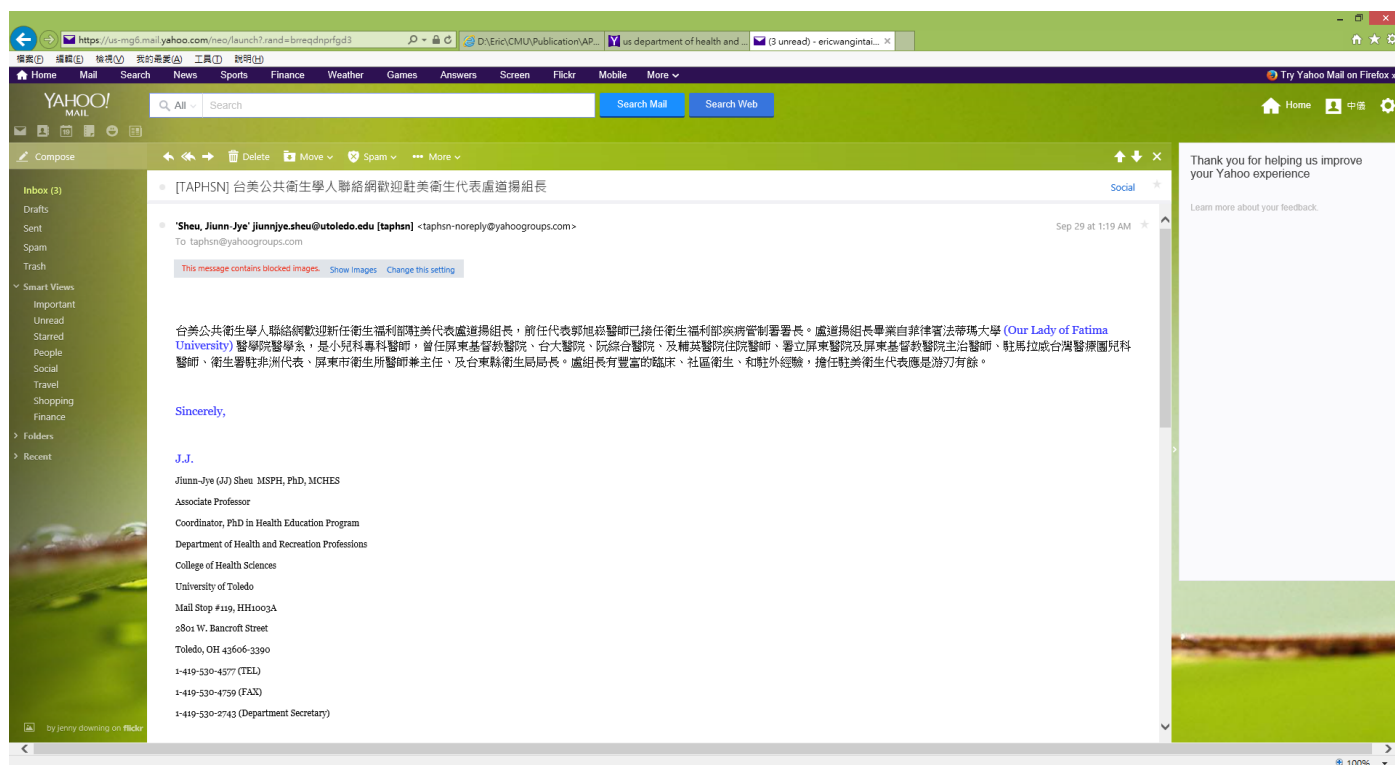 https://us-mg6.mail.yahoo.com/neo/launch?.rand=brreqdnprfgd3
D:\Eric\CMU\Publication\AP...
us department of health and ...
(3 unread) - ericwangintai...
檔案(F) 編輯(E) 檢視(V) 我的最愛(A) 工具(T) 說明(H)
Home Mail Search News Sports Finance Weather Games Answers Screen Flickr Mobile More
Try Yahoo Mail on Firefox »
YAHOO!
MAIL
All Search
Search Mail
Search Web
Home
中儀
Compose
Delete Move Spam More
Inbox (3)
Drafts
Sent
Spam
Trash
Smart Views
Important
Unread
Starred
People
Social
Travel
Shopping
Finance
Folders
Recent
by jenny downing on flickr
[TAPHSN] 台美公共衛生學人聯絡網歡迎駐美衛生代表盧道揚組長
Social
'Sheu, Jiunn-Jye' jiunnjye.sheu@utoledo.edu [taphsn] <taphsn-noreply@yahoogroups.com>
Sep 29 at 1:19 AM
To taphsn@yahoogroups.com
This message contains blocked images. Show Images Change this setting
台美公共衛生學人聯絡網歡迎新任衛生福利部駐美代表盧道揚組長，前任代表郭旭崧醫師已接任衛生福利部疾病管制署署長。盧道揚組長畢業自菲律賓法蒂瑪大學 (Our Lady of Fatima
University) 醫學院醫學系，是小兒科專科醫師，曾任屏東基督教醫院、台大醫院、阮綜合醫院、及輔英醫院住院醫師、署立屏東醫院及屏東基督教醫院主治醫師、駐馬拉威台灣醫療團兒科
醫師、衛生署駐非洲代表、屏東市衛生所醫師兼主任、及台東縣衛生局局長。盧組長有豐富的臨床、社區衛生、和駐外經驗，擔任駐美衛生代表應是游刃有餘。
Sincerely,
J.J.
Jiunn-Jye (JJ) Sheu MSPH, PhD, MCHES
Associate Professor
Coordinator, PhD in Health Education Program
Department of Health and Recreation Professions
College of Health Sciences
University of Toledo
Mail Stop #119, HH1003A
2801 W. Bancroft Street
Toledo, OH 43606-3390
1-419-530-4577 (TEL)
1-419-530-4759 (FAX)
1-419-530-2743 (Department Secretary)
Thank you for helping us improve
your Yahoo experience
Learn more about your feedback.
100%